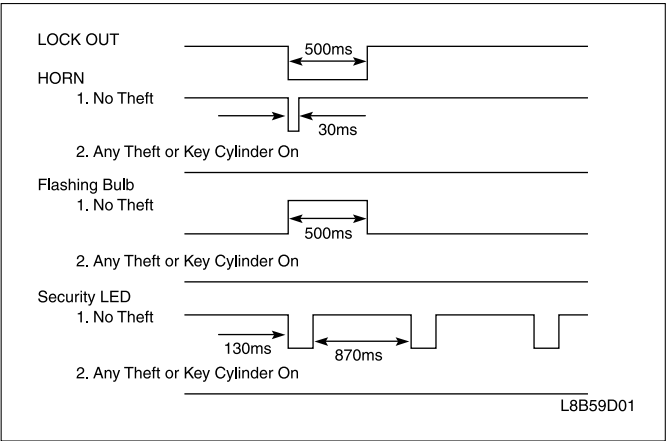 LOCK OUT
500ms
HORN
1. No Theft
30ms
2. Any Theft or Key Cylinder On
Flashing Bulb
1. No Theft
500ms
2. Any Theft or Key Cylinder On
Security LED
1. No Theft
130ms
870ms
2. Any Theft or Key Cylinder On
L8B59D01